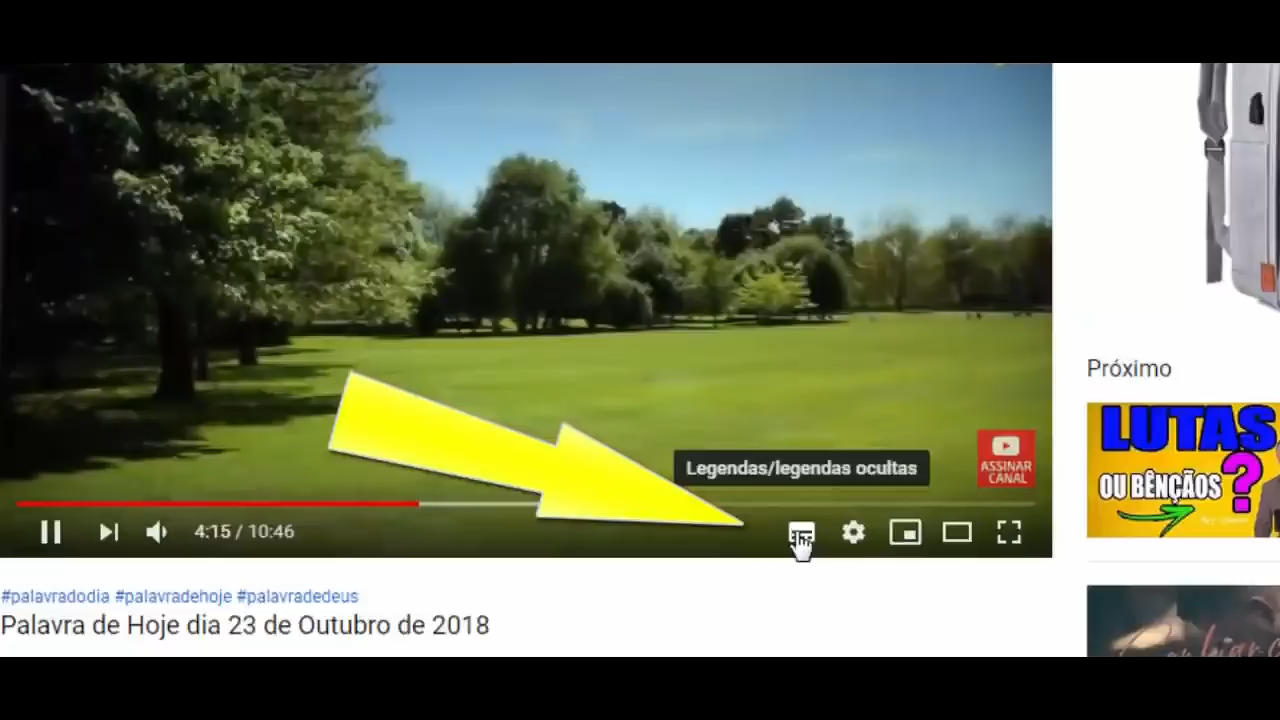 Legendas/legendas ocultas
ASSINAR
CANAL
4:15 / 10:46
#palavradodia #palavradehoje #palavradedeus
Palavra de Hoje dia 23 de Outubro de 2018
Próximo
LUTAS
OU BÊNÇÃOS
?